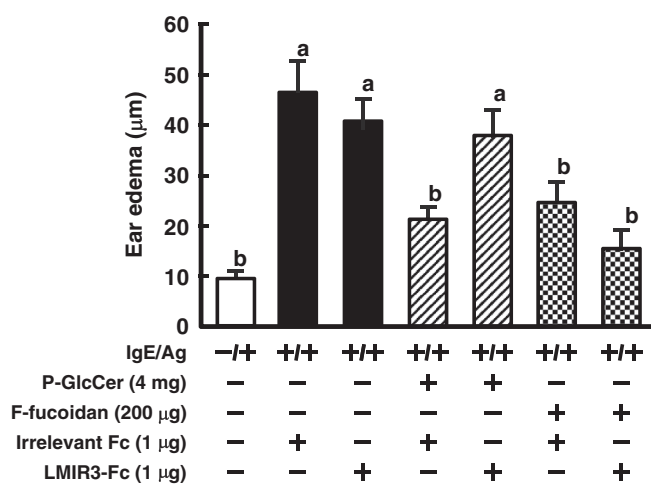 60
a
a
50
a
40
Ear edema (μm)
30
b
b
b
20
b
10
0
IgE/Ag −/+ +/+ +/+ +/+ +/+ +/+ +/+
P-GlcCer (4 mg) − − − + + − −
F-fucoidan (200 μg) − − − − − + +
Irrelevant Fc (1 μg) − + − + − + −
LMIR3-Fc (1 μg) − − + − + − +